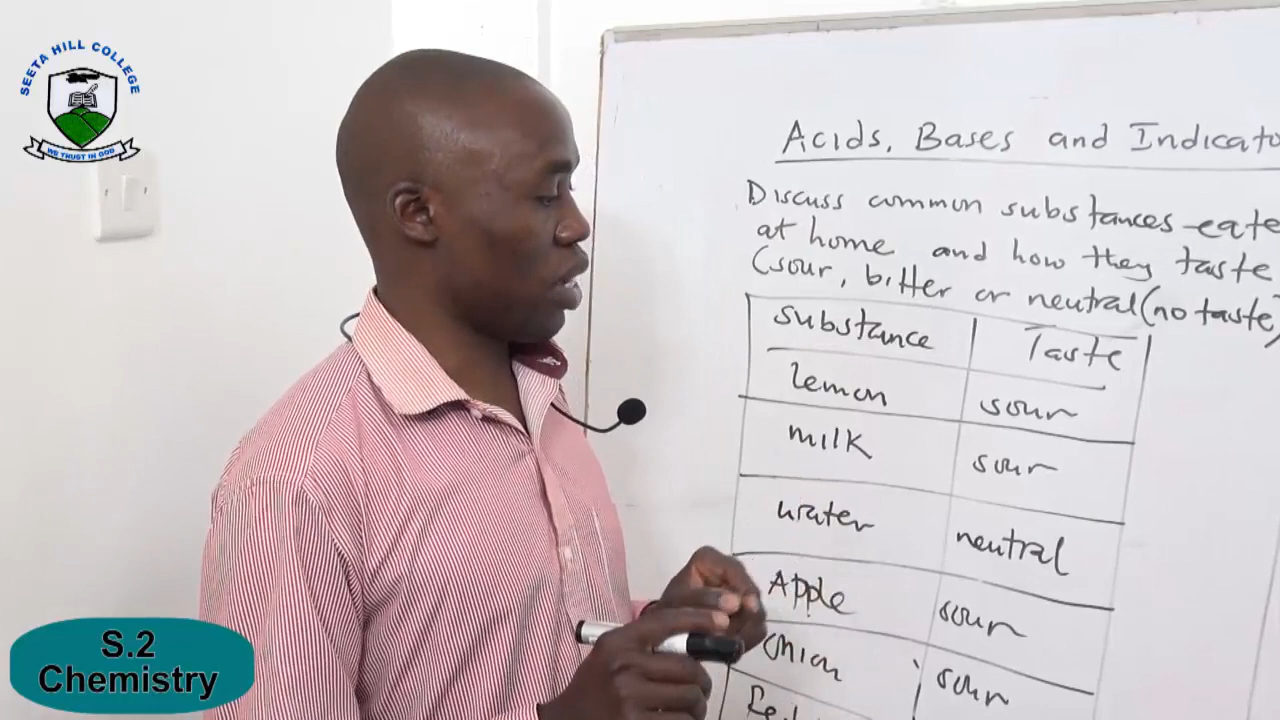 SEETA HILL COLLEGE
WE TRUST IN GOD
Acids, Bases and Indicato
Discuss common substances eate
at home and how they taste
(sour, bitter or neutral (no taste)
substance Taste
lemon sour
milk sour
water neutral
Apple sour
onion sour
S.2
Chemistry